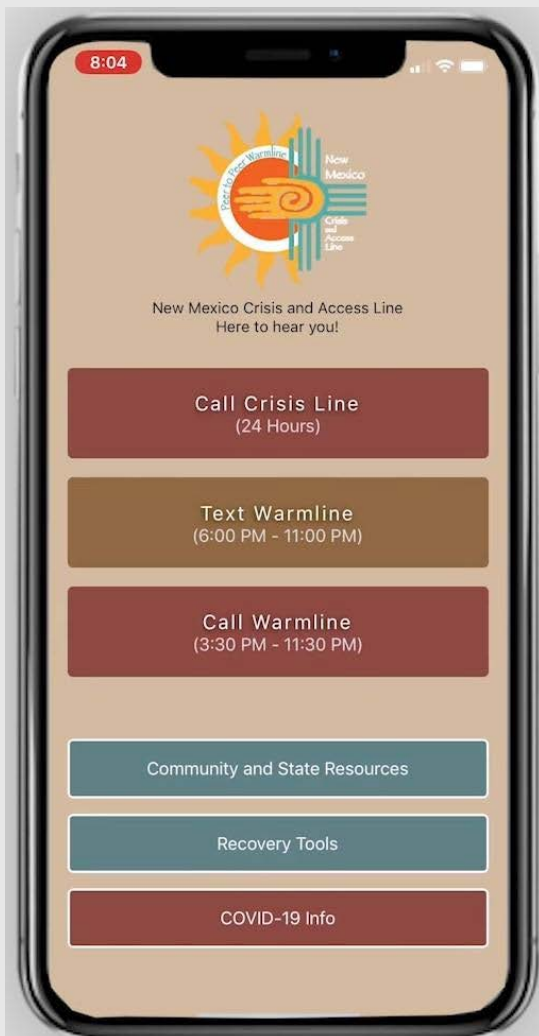 8:04
Peer to Peer Warmline
New
Mexico
Crisis
and
Access
Line
New Mexico Crisis and Access Line
Here to hear you!
Call Crisis Line
(24 Hours)
Text Warmline
(6:00 PM - 11:00 PM)
Call Warmline
(3:30 PM - 11:30 PM)
Community and State Resources
Recovery Tools
COVID-19 Info